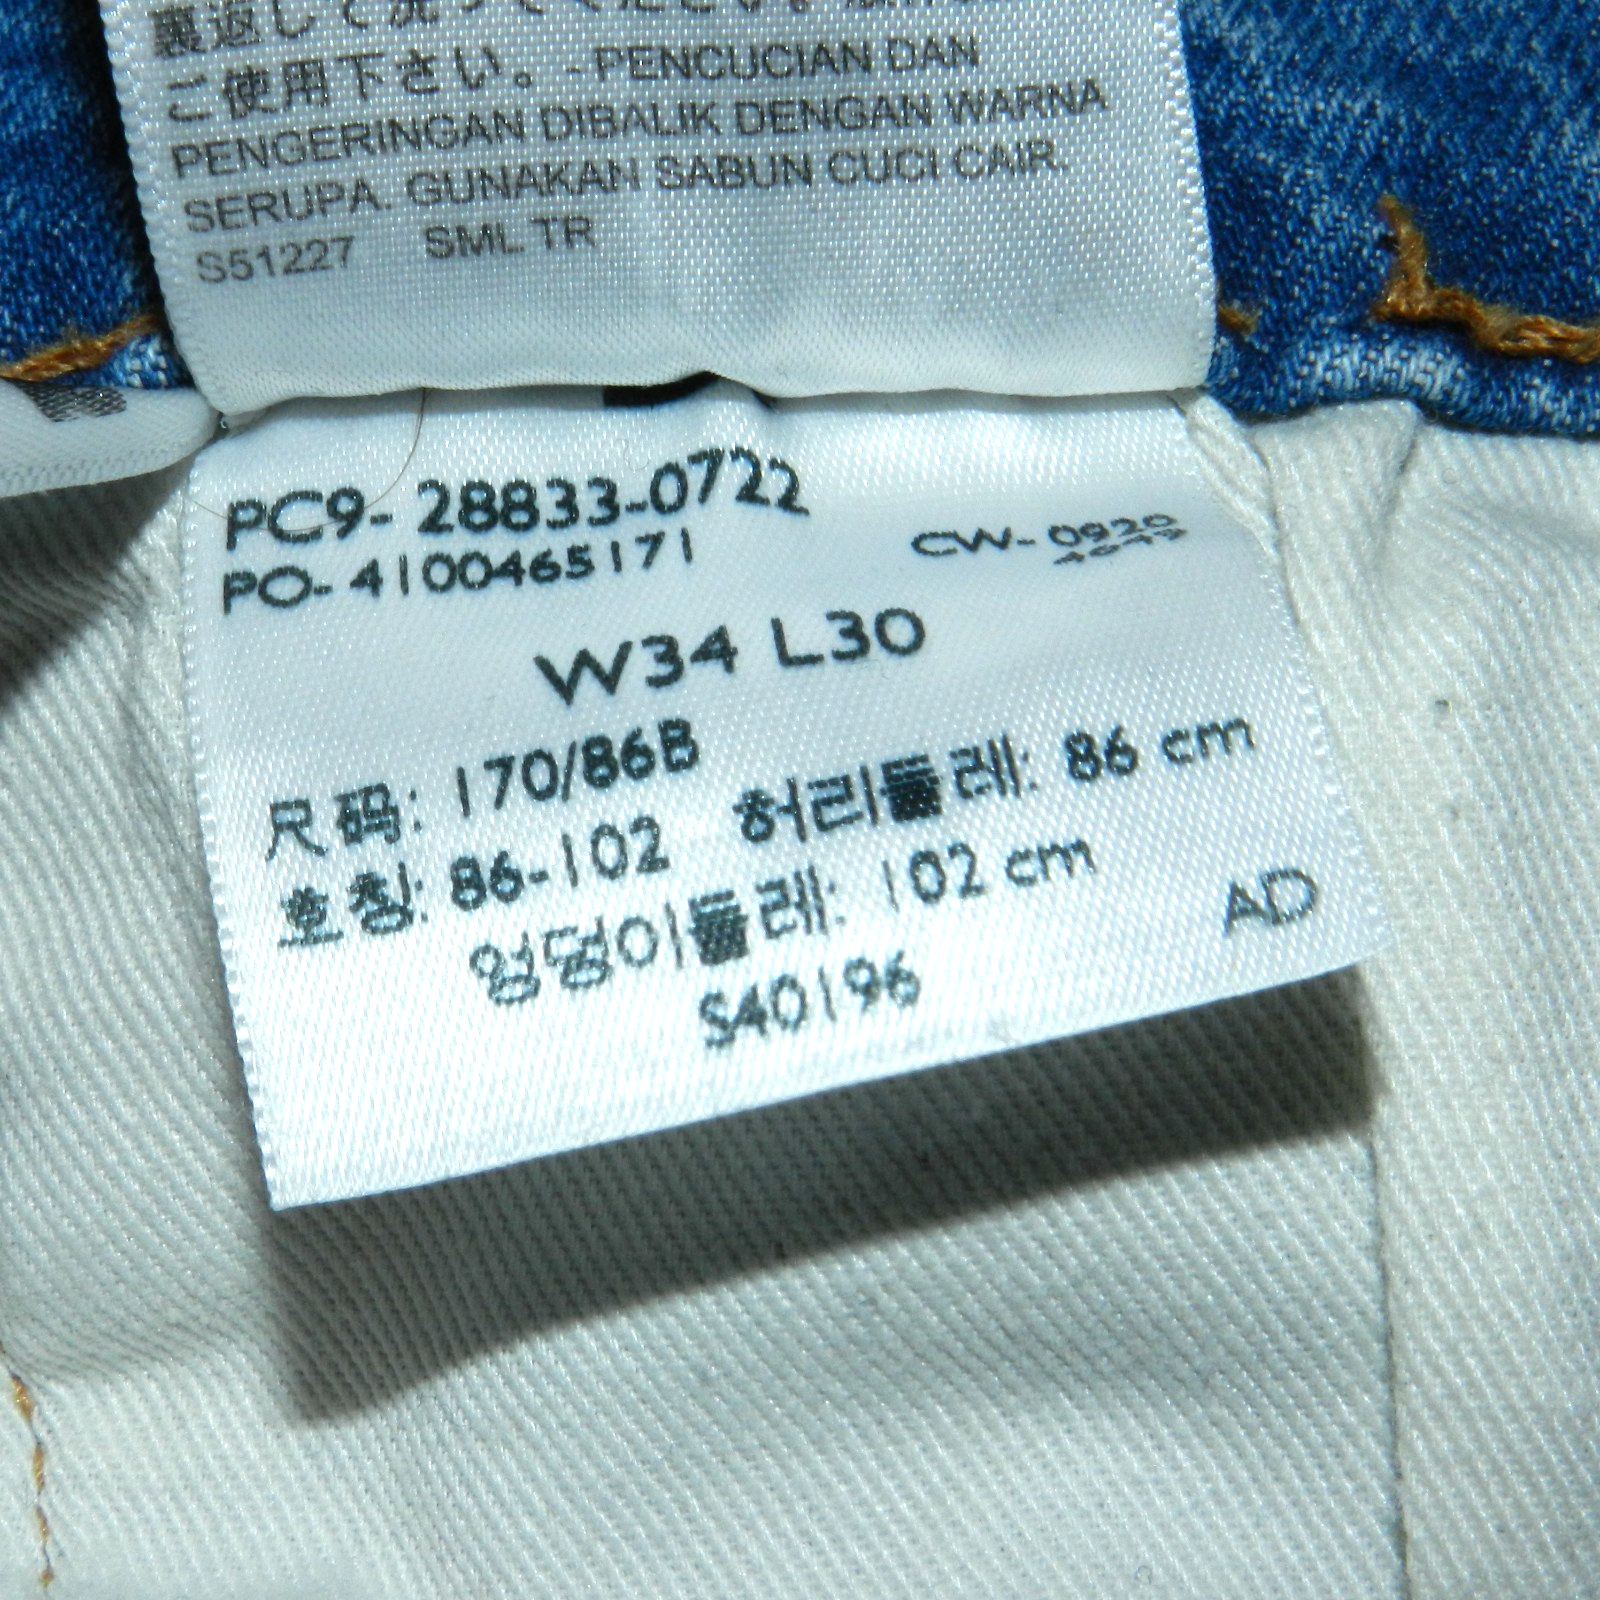 ご使用下さい。-PENCUCIAN DAN
PENGERINGAN DIBALIK DENGAN WARNA
SERUPA. GUNAKAN SABUN CUCI CAIR.
S51227 SML TR
PC9-28833-0722
PO-4100465171 CW-0920
W34 L30
尺码: 170/86B
호칭: 86-102 허리둘레: 86 cm
엉덩이둘레: 102 cm
AD
S40196